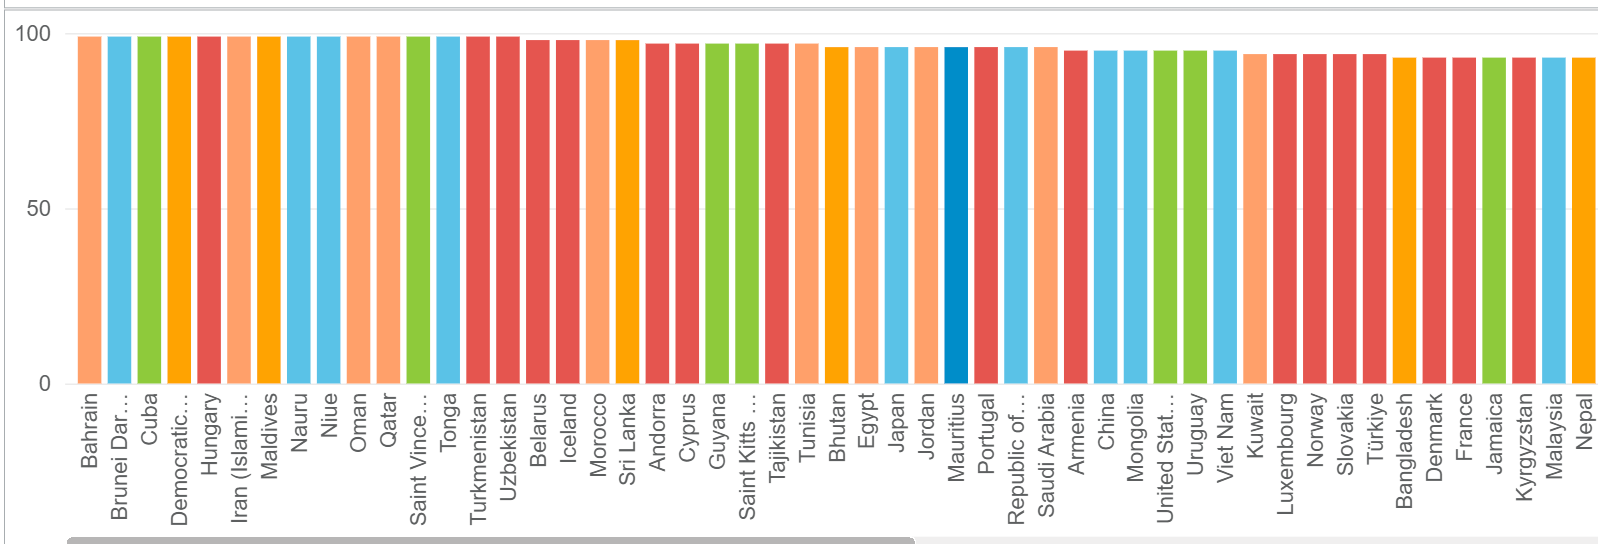 100
50
0
Bahrain
Brunei Dar...
Cuba
Democratic...
Hungary
Iran (Islami...
Maldives
Nauru
Niue
Oman
Qatar
Saint Vince...
Tonga
Turkmenistan
Uzbekistan
Belarus
Iceland
Morocco
Sri Lanka
Andorra
Cyprus
Guyana
Saint Kitts ...
Tajikistan
Tunisia
Bhutan
Egypt
Japan
Jordan
Mauritius
Portugal
Republic of...
Saudi Arabia
Armenia
China
Mongolia
United Stat...
Uruguay
Viet Nam
Kuwait
Luxembourg
Norway
Slovakia
Türkiye
Bangladesh
Denmark
France
Jamaica
Kyrgyzstan
Malaysia
Nepal